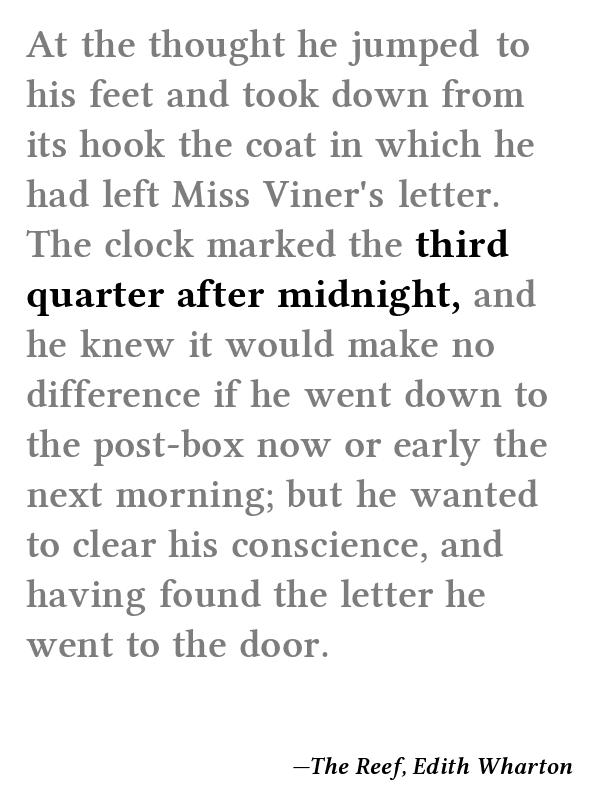 At the thought he jumped to
his feet and took down from
its hook the coat in which he
had left Miss Viner's letter.
The clock marked the third
quarter after midnight, and
he knew it would make no
difference if he went down to
the post-box now or early the
next morning; but he wanted
to clear his conscience, and
having found the letter he
went to the door.
—The Reef, Edith Wharton